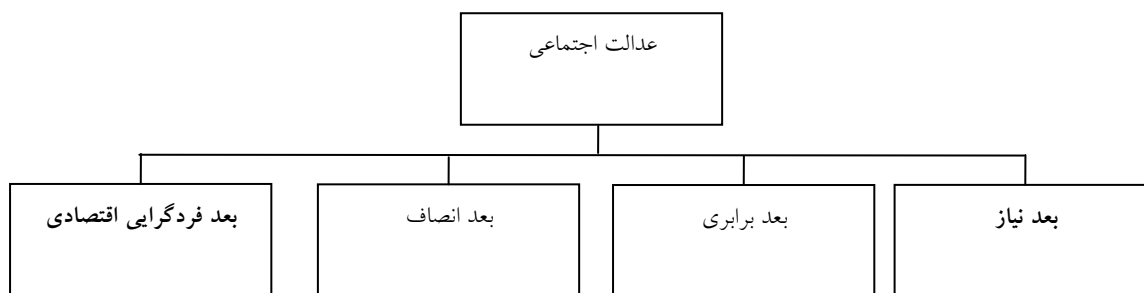 عدالت اجتماعی
بعد نیاز
بعد برابری
بعد انصاف
بعد فردگرایی اقتصادی